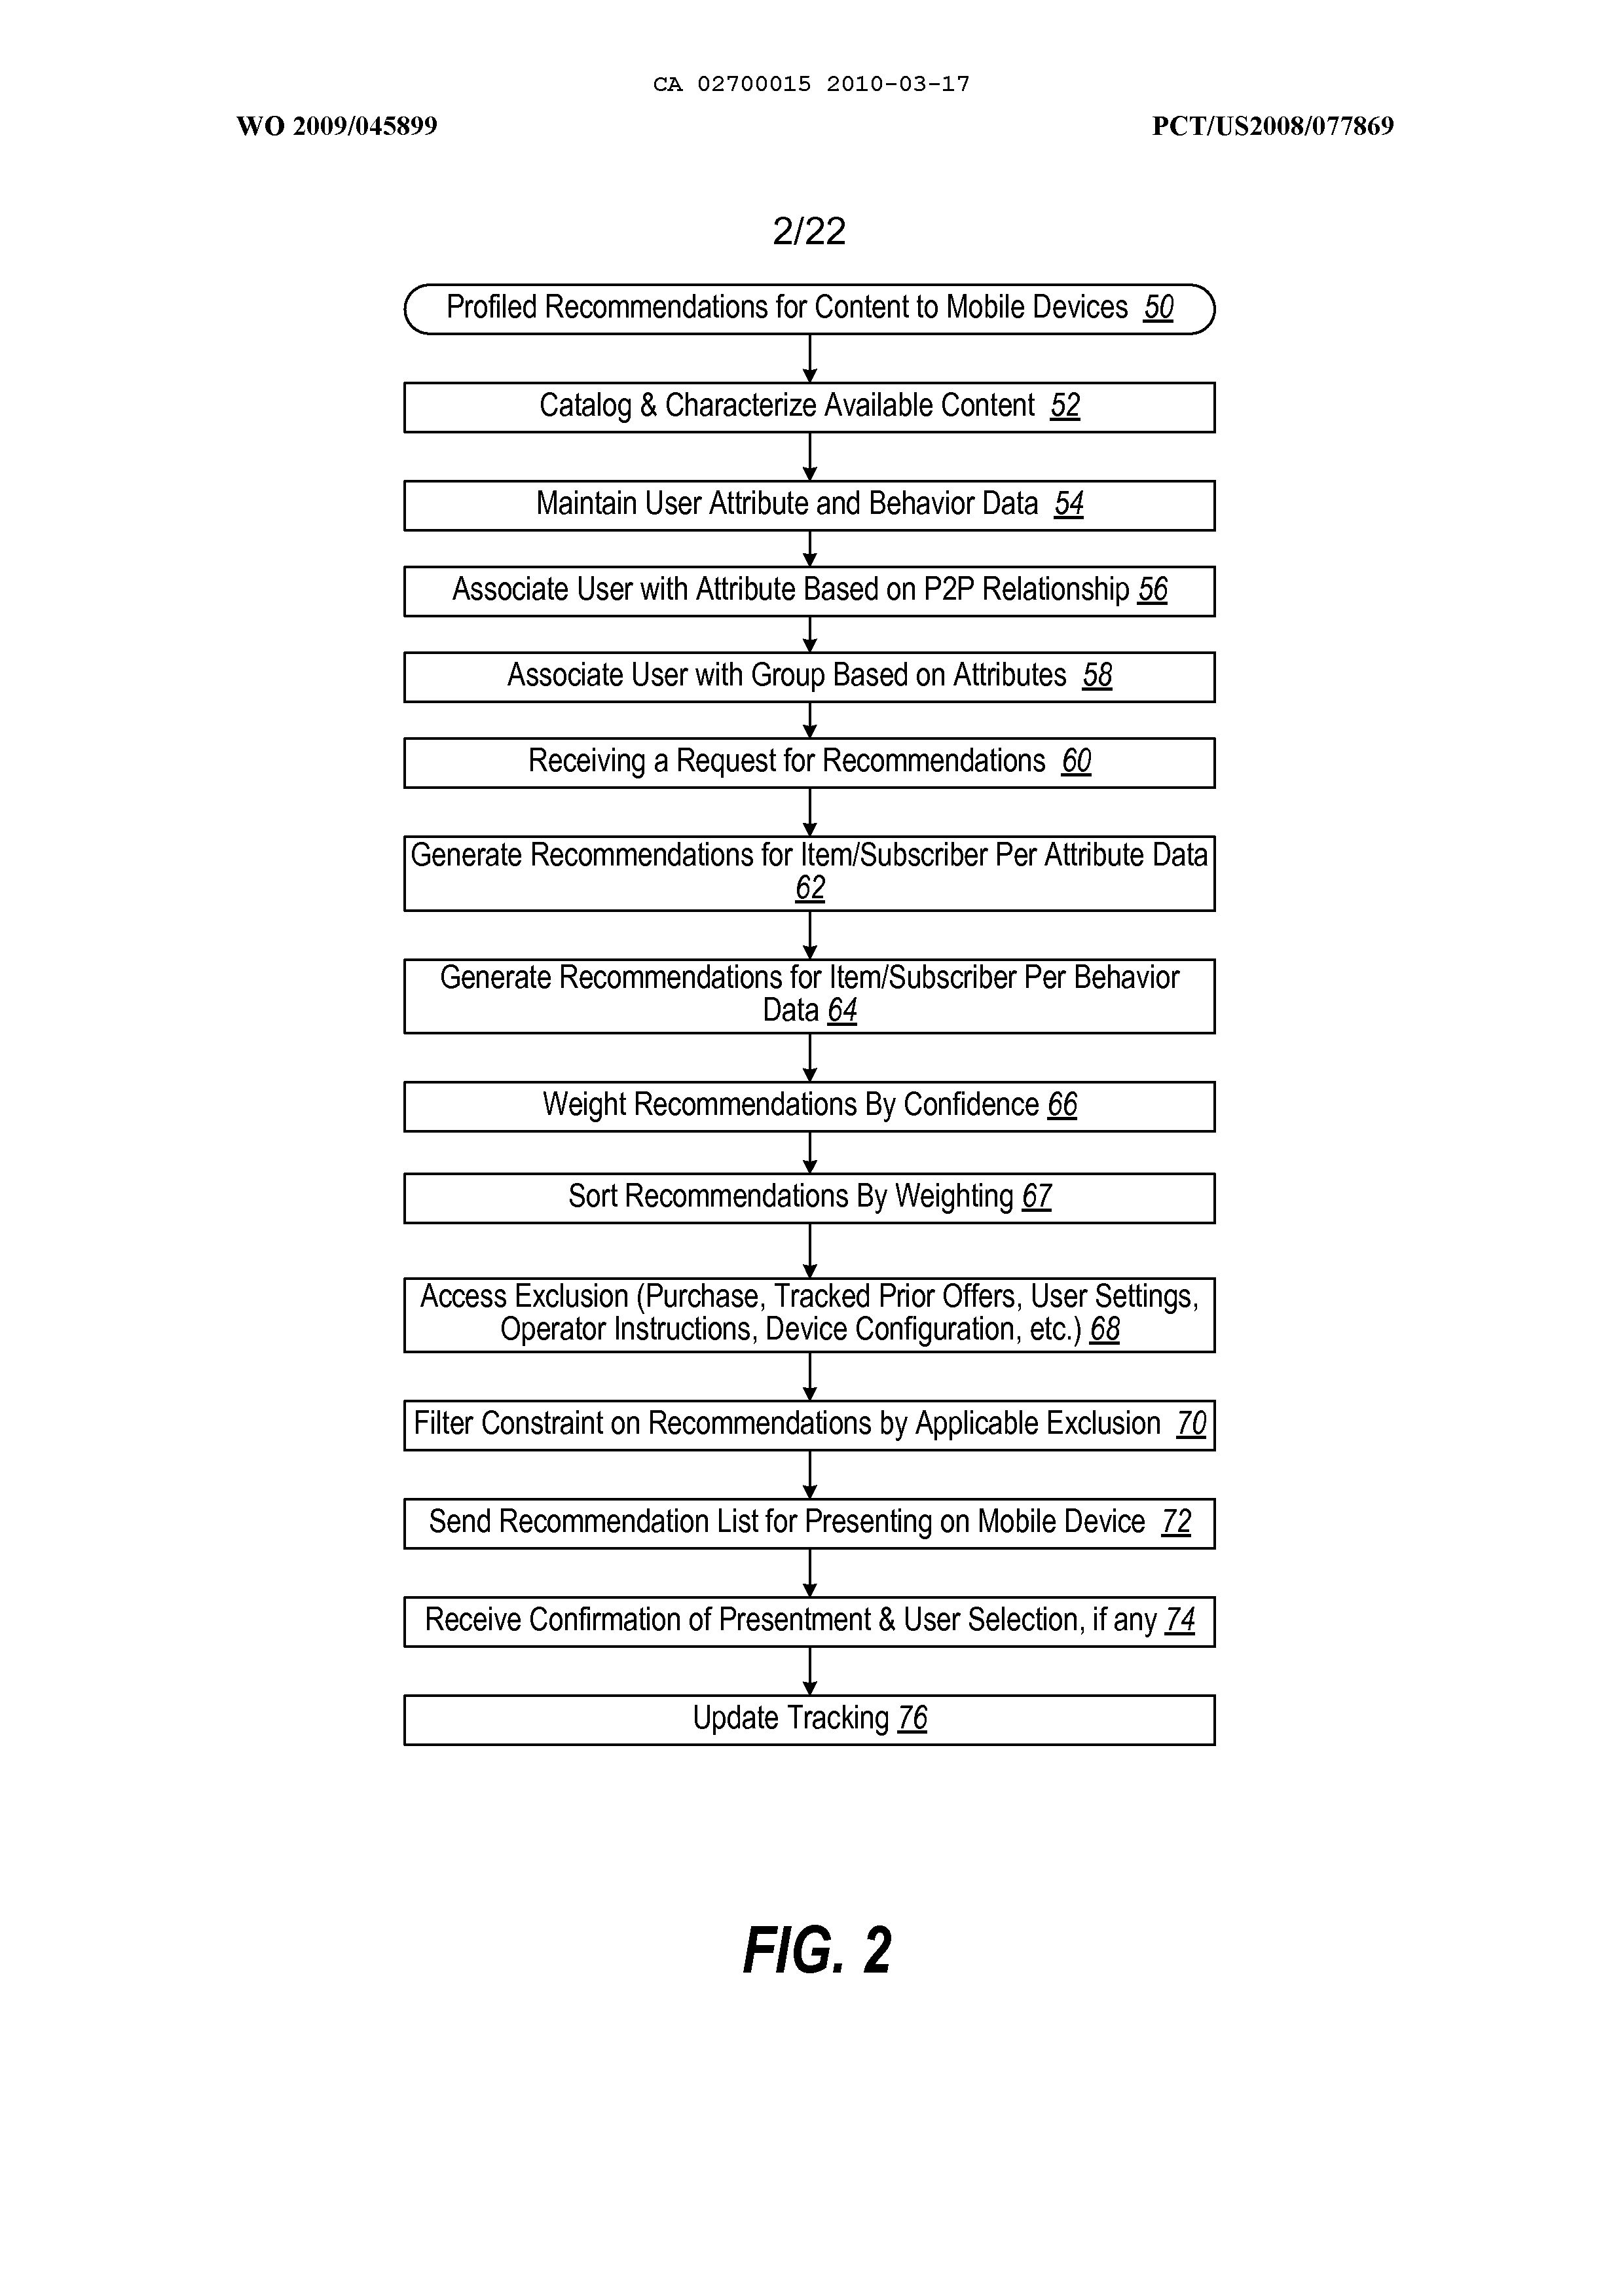 CA 02700015 2010-03-17
WO 2009/045899 PCT/US2008/077869
2/22
Profiled Recommendations for Content to Mobile Devices 50
Catalog & Characterize Available Content 52
Maintain User Attribute and Behavior Data 54
Associate User with Attribute Based on P2P Relationship 56
Associate User with Group Based on Attributes 58
Receiving a Request for Recommendations 60
Generate Recommendations for Item/Subscriber Per Attribute Data
62
Generate Recommendations for Item/Subscriber Per Behavior
Data 64
Weight Recommendations By Confidence 66
Sort Recommendations By Weighting 67
Access Exclusion (Purchase, Tracked Prior Offers, User Settings,
Operator Instructions, Device Configuration, etc.) 68
Filter Constraint on Recommendations by Applicable Exclusion 70
Send Recommendation List for Presenting on Mobile Device 72
Receive Confirmation of Presentment & User Selection, if any 74
Update Tracking 76
FIG. 2